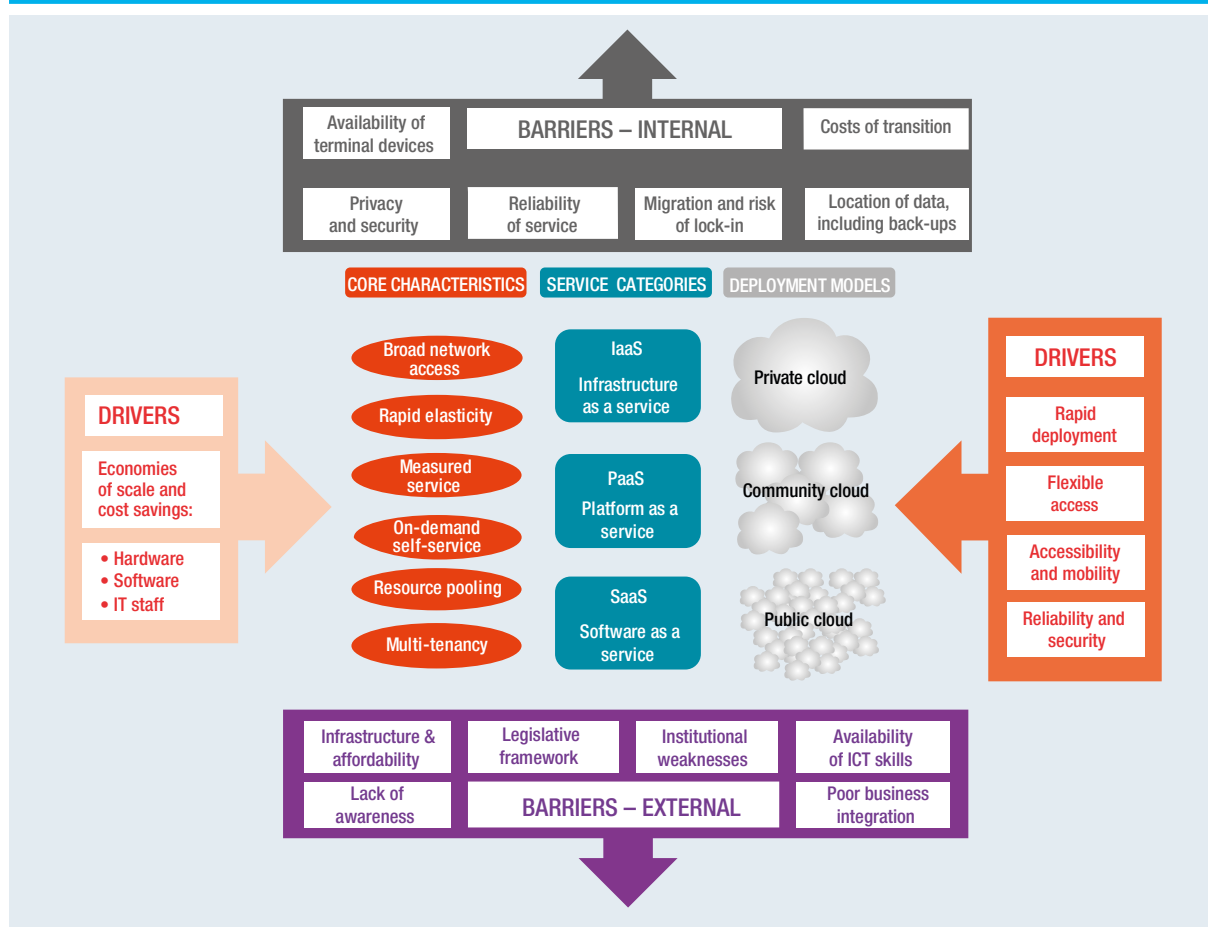 Availability of
terminal devices
BARRIERS – INTERNAL
Costs of transition
Privacy
and security
Reliability
of service
Migration and risk
of lock-in
Location of data,
including back-ups
CORE CHARACTERISTICS
SERVICE CATEGORIES
DEPLOYMENT MODELS
Broad network
access
Rapid elasticity
Measured
service
On-demand
self-service
Resource pooling
Multi-tenancy
IaaS
Infrastructure
as a service
PaaS
Platform as a
service
SaaS
Software as a
service
Private cloud
Community cloud
Public cloud
DRIVERS
Economies
of scale and
cost savings:
• Hardware
• Software
• IT staff
DRIVERS
Rapid
deployment
Flexible
access
Accessibility
and mobility
Reliability and
security
Infrastructure &
affordability
Legislative
framework
Institutional
weaknesses
Availability
of ICT skills
Lack of
awareness
BARRIERS – EXTERNAL
Poor business
integration